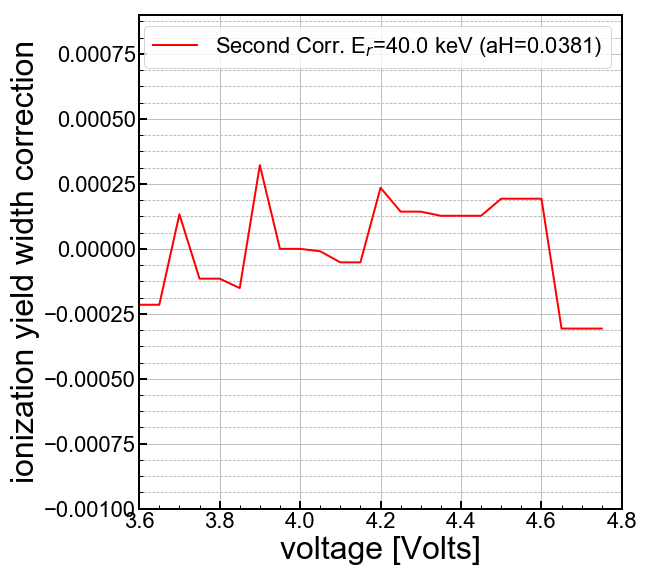 Second Corr. Eᵣ=40.0 keV (aH=0.0381)
ionization yield width correction
0.00075
0.00050
0.00025
0.00000
−0.00025
−0.00050
−0.00075
−0.00100
3.6 3.8 4.0 4.2 4.4 4.6 4.8
voltage [Volts]